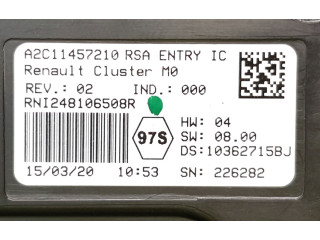 A2C11457210 RSA ENTRY IC
Renault Cluster M0
REV.: 02 IND.: 000
RNI248106508R
97S
HW: 04
SW: 08.00
DS:10362715BJ
15/03/20 10:53 SN: 226282